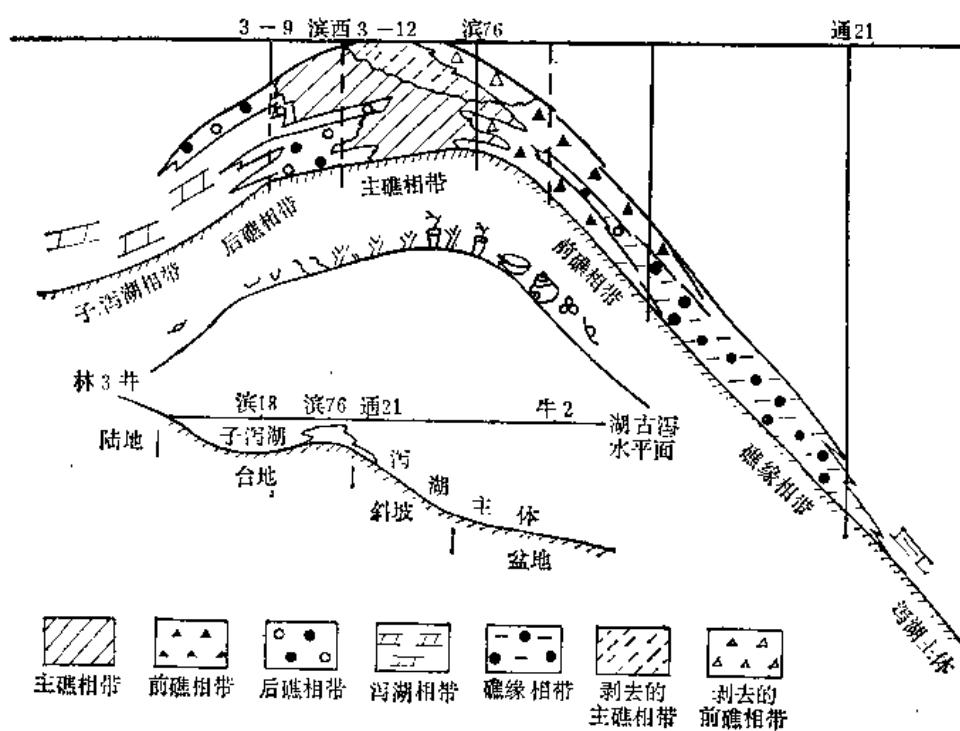 3－9 滨西3－12 滨76 通21
主礁相带
后礁相带
子泻湖相带
前礁相带
礁缘相带
泻湖主体
林3井
滨18 滨76 通21 牛2
湖古泻
水平面
陆地
子泻湖
台地
泻湖主体
斜坡
盆地
主礁相带
前礁相带
后礁相带
泻湖相带
礁缘相带
剥去的
主礁相带
剥去的
前礁相带